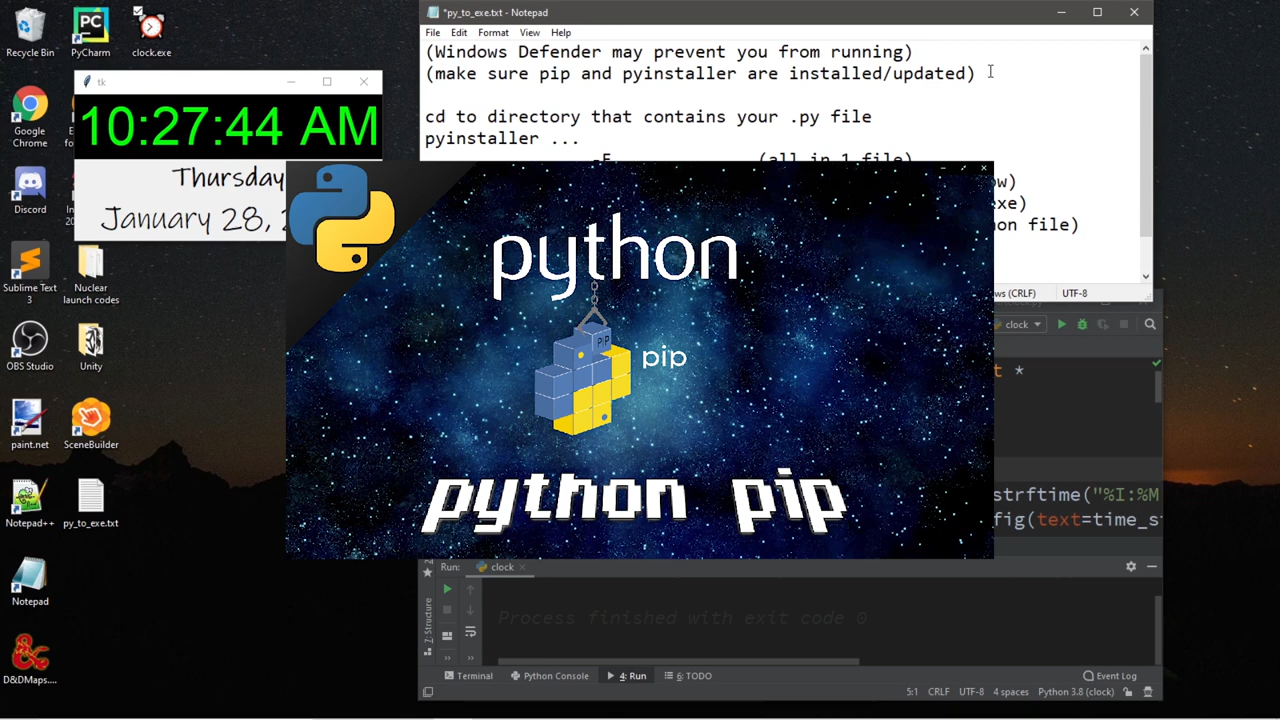 *py_to_exe.txt - Notepad
File Edit Format View Help
(Windows Defender may prevent you from running)
(make sure pip and pyinstaller are installed/updated)
cd to directory that contains your .py file
pyinstaller ...
-F (all in 1 file)
exe)
file)
(CRLF) UTF-8
Recycle Bin
PyCharm
clock.exe
tk
10:27:44 AM
Thursday
January 28,
Google
Chrome
Discord
Sublime Text
3
Nuclear
launch codes
OBS Studio
Unity
paint.net
SceneBuilder
Notepad++
py_to_exe.txt
Notepad
D&DMaps....
python
PiP
pip
python pip
clock
*
strftime("%I:%M
(text=time_s
Run: clock
Process finished with exit code 0
Z: Structure
Terminal Python Console 4: Run 6: TODO Event Log
5:1 CRLF UTF-8 4 spaces Python 3.8 (clock)